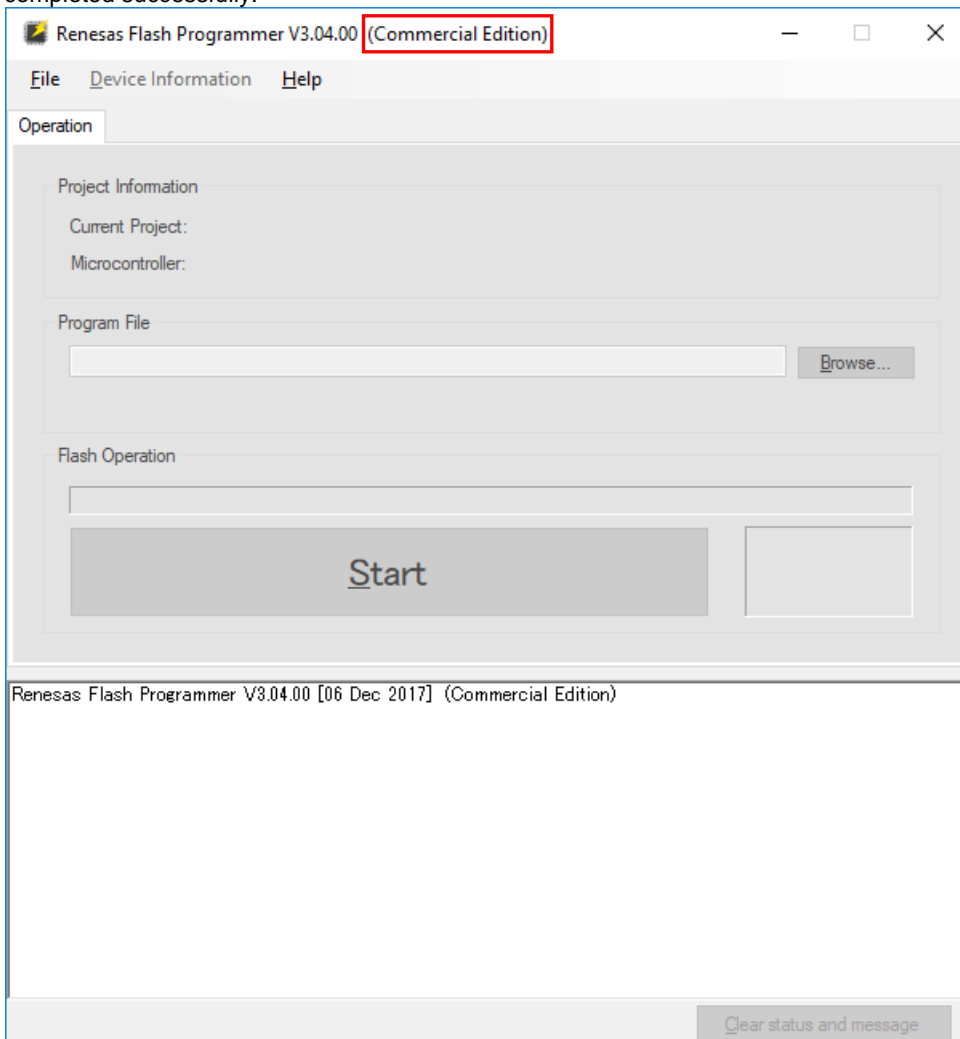 completed successfully.
Renesas Flash Programmer V3.04.00 (Commercial Edition)
File Device Information Help
Operation
Project Information
Current Project:
Microcontroller:
Program File
Browse...
Flash Operation
Start
Renesas Flash Programmer V3.04.00 [06 Dec 2017] (Commercial Edition)
Clear status and message